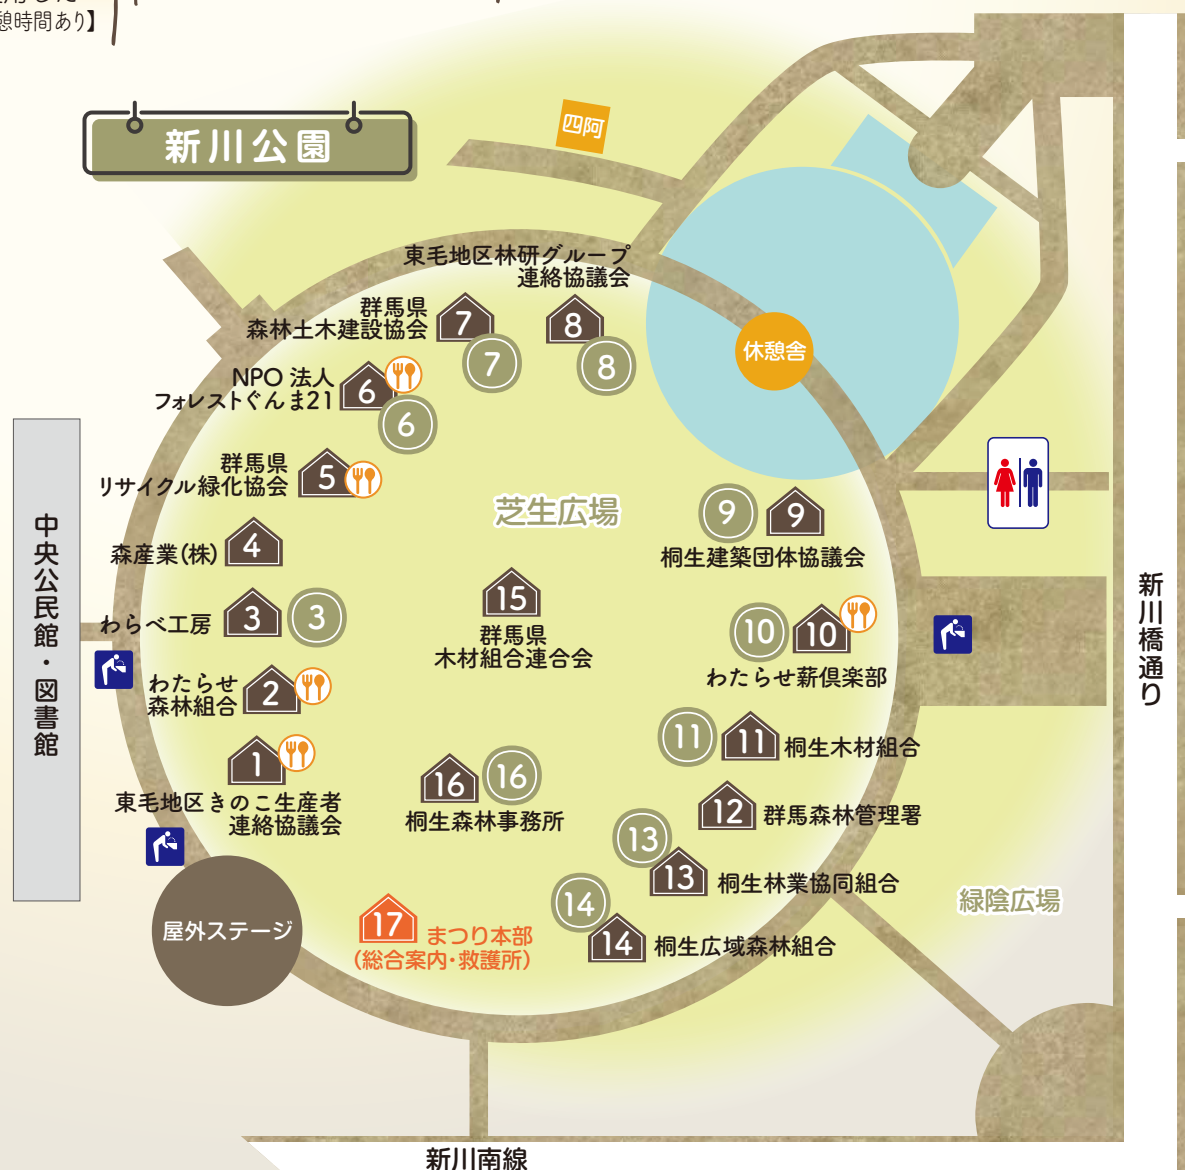 憩時間あり】
新川公園
四阿
東毛地区林研グループ
連絡協議会
群馬県
森林土木建設協会
7
8
7
8
休憩舎
NPO 法人
フォレストぐんま21
6
6
群馬県
リサイクル緑化協会
5
芝生広場
9
9
桐生建築団体協議会
森産業(株)
4
わらべ工房
3
3
15
群馬県
木材組合連合会
10
10
わたらせ薪倶楽部
わたらせ
森林組合
2
11
11
桐生木材組合
1
東毛地区きのこ生産者
連絡協議会
16
16
桐生森林事務所
12
群馬森林管理署
13
13
桐生林業協同組合
14
14
桐生広域森林組合
17
まつり本部
(総合案内・救護所)
屋外ステージ
緑陰広場
中央公民館・図書館
新川橋通り
新川南線